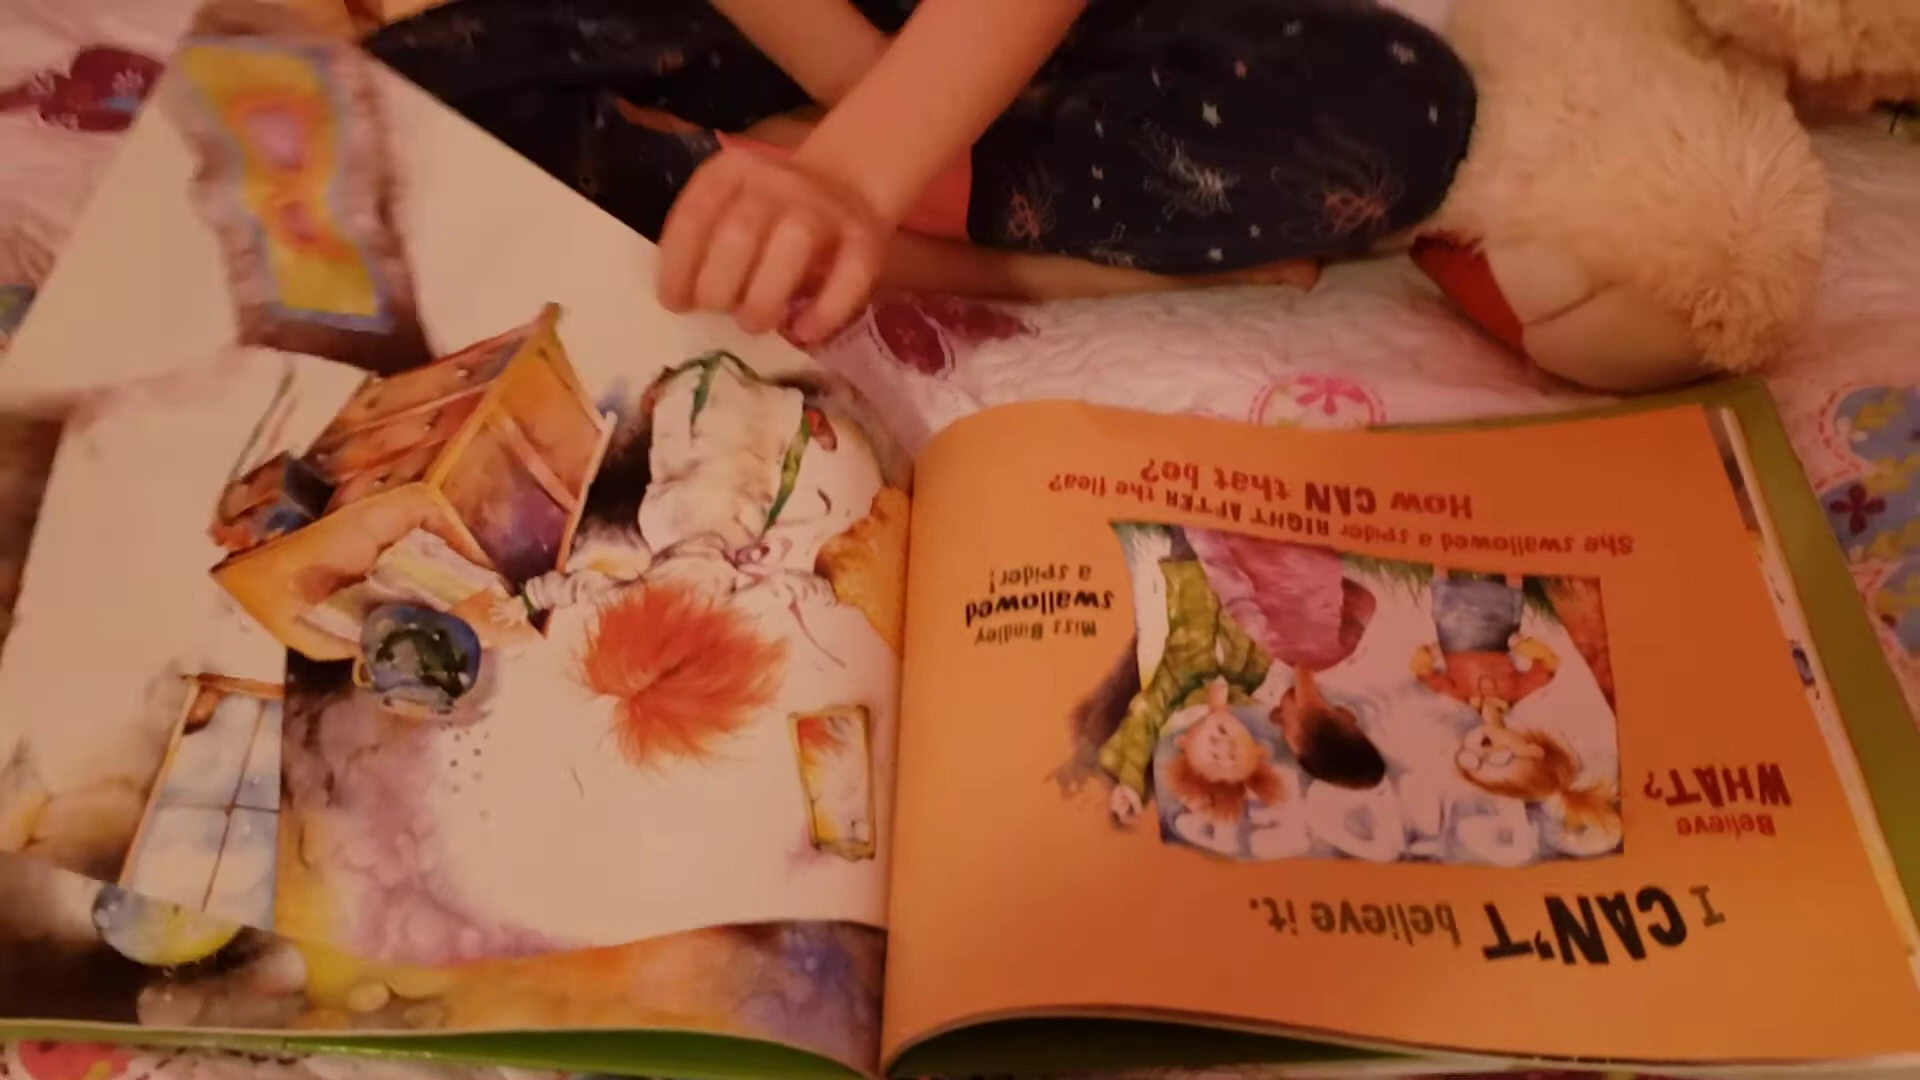 I CAN'T believe it.
Believe
WHAT?
Miss Bindley
swallowed
a spider!
She swallowed a spider RIGHT AFTER the flea?
How CAN that be?